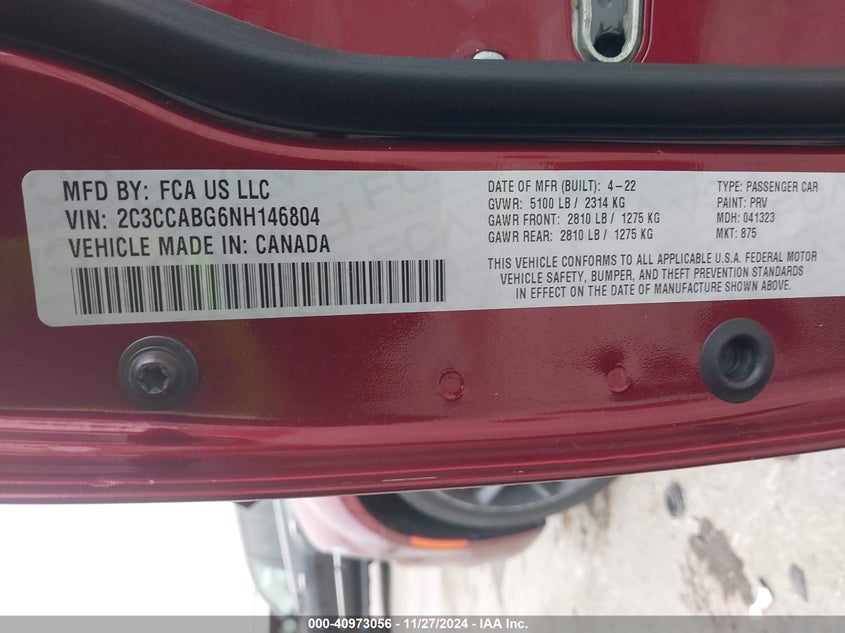 MFD BY: FCA US LLC
VIN: 2C3CCABG6NH146804
VEHICLE MADE IN: CANADA
DATE OF MFR (BUILT): 4-22
GVWR: 5100 LB / 2314 KG
GAWR FRONT: 2810 LB / 1275 KG
GAWR REAR: 2810 LB / 1275 KG
TYPE: PASSENGER CAR
PAINT: PRV
MDH: 041323
MKT: 875
THIS VEHICLE CONFORMS TO ALL APPLICABLE U.S.A. FEDERAL MOTOR
VEHICLE SAFETY, BUMPER, AND THEFT PREVENTION STANDARDS
IN EFFECT ON THE DATE OF MANUFACTURE SHOWN ABOVE.
000-40973056 - 11/27/2024 - IAA Inc.